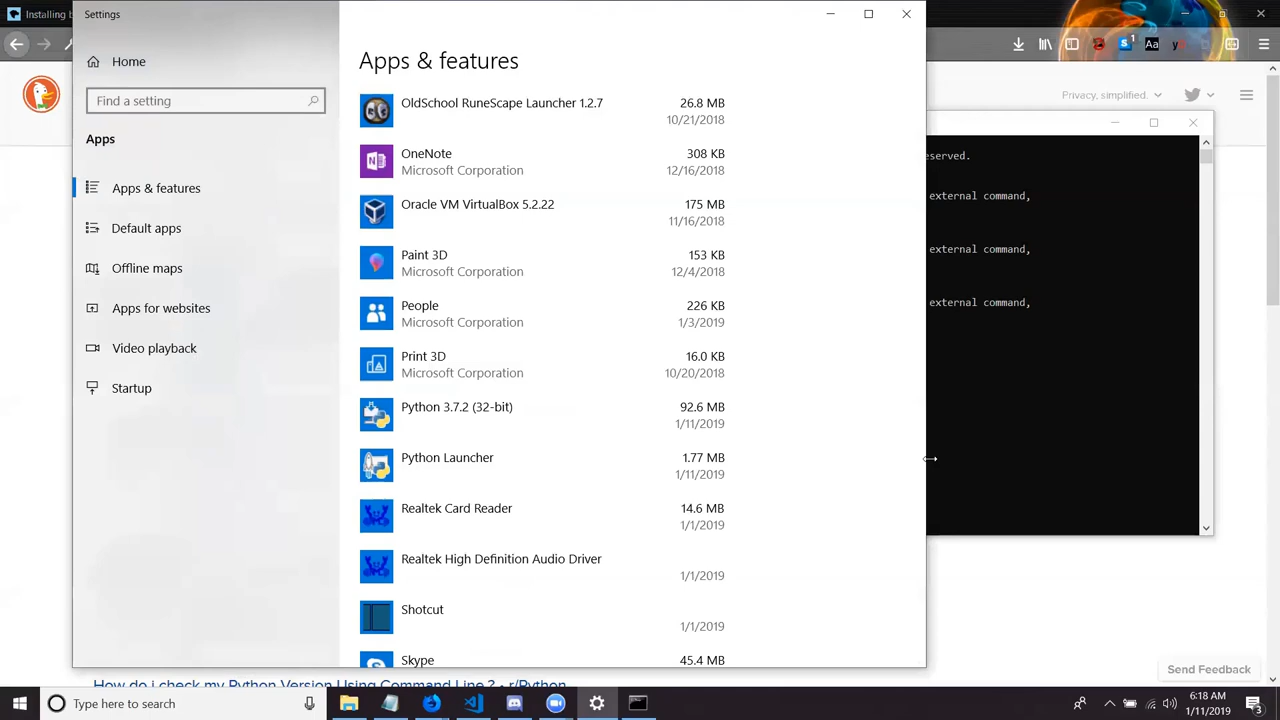 Installing b
Settings
Home
Find a setting
Apps
Apps & features
Default apps
Offline maps
Apps for websites
Video playback
Startup
Apps & features
OldSchool RuneScape Launcher 1.2.7
26.8 MB
10/21/2018
OneNote
308 KB
Microsoft Corporation
12/16/2018
Oracle VM VirtualBox 5.2.22
175 MB
11/16/2018
Paint 3D
153 KB
Microsoft Corporation
12/4/2018
People
226 KB
Microsoft Corporation
1/3/2019
Print 3D
16.0 KB
Microsoft Corporation
10/20/2018
Python 3.7.2 (32-bit)
92.6 MB
1/11/2019
Python Launcher
1.77 MB
1/11/2019
Realtek Card Reader
14.6 MB
1/1/2019
Realtek High Definition Audio Driver
1/1/2019
Shotcut
1/1/2019
Skype
45.4 MB
1
Aa
Privacy, simplified.
eserved.
external command,
external command,
external command,
Send Feedback
How do i check my Python Version Using Command Line ? - r/Python
Type here to search
6:18 AM
1/11/2019
3